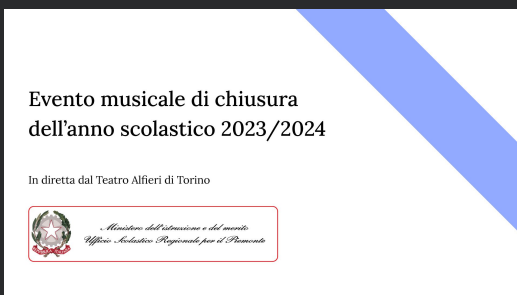 Evento musicale di chiusura
dell’anno scolastico 2023/2024
In diretta dal Teatro Alfieri di Torino
Ministero dell'istruzione e del merito
Ufficio Scolastico Regionale per il Piemonte